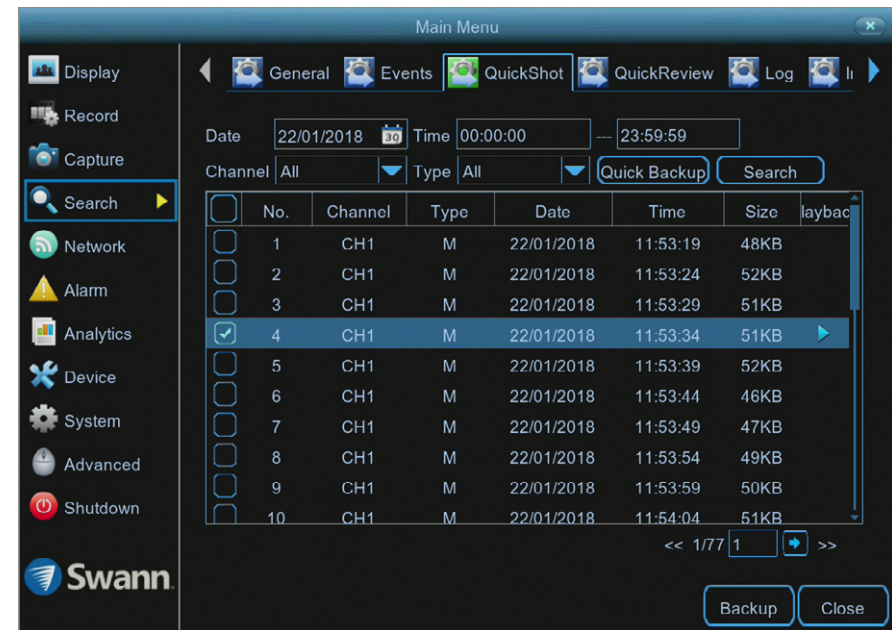 Main Menu
Display
Record
Capture
Search
Network
Alarm
Analytics
Device
System
Advanced
Shutdown
Swann.
General Events QuickShot QuickReview Log
Date 22/01/2018 30 Time 00:00:00 --- 23:59:59
Channel All Type All Quick Backup Search
No. Channel Type Date Time Size laybac
1 CH1 M 22/01/2018 11:53:19 48KB
2 CH1 M 22/01/2018 11:53:24 52KB
3 CH1 M 22/01/2018 11:53:29 51KB
4 CH1 M 22/01/2018 11:53:34 51KB
5 CH1 M 22/01/2018 11:53:39 52KB
6 CH1 M 22/01/2018 11:53:44 46KB
7 CH1 M 22/01/2018 11:53:49 47KB
8 CH1 M 22/01/2018 11:53:54 49KB
9 CH1 M 22/01/2018 11:53:59 50KB
10 CH1 M 22/01/2018 11:54:04 51KB
<< 1/77 1 >>
Backup Close